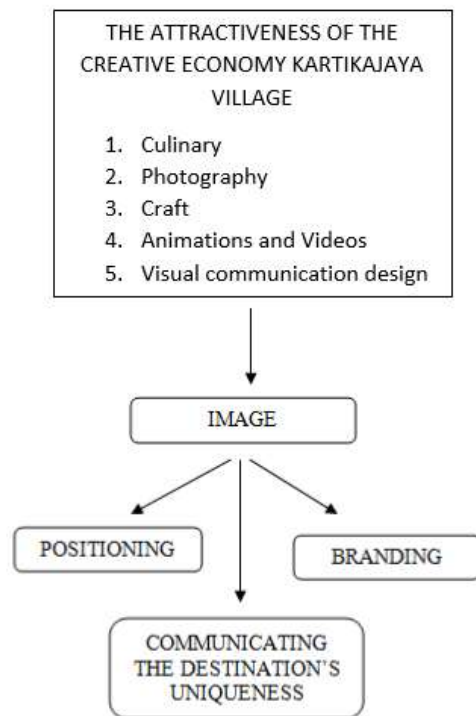 THE ATTRACTIVENESS OF THE
CREATIVE ECONOMY KARTIKAJAYA
VILLAGE
1. Culinary
2. Photography
3. Craft
4. Animations and Videos
5. Visual communication design
IMAGE
POSITIONING
BRANDING
COMMUNICATING
THE DESTINATION'S
UNIQUENESS